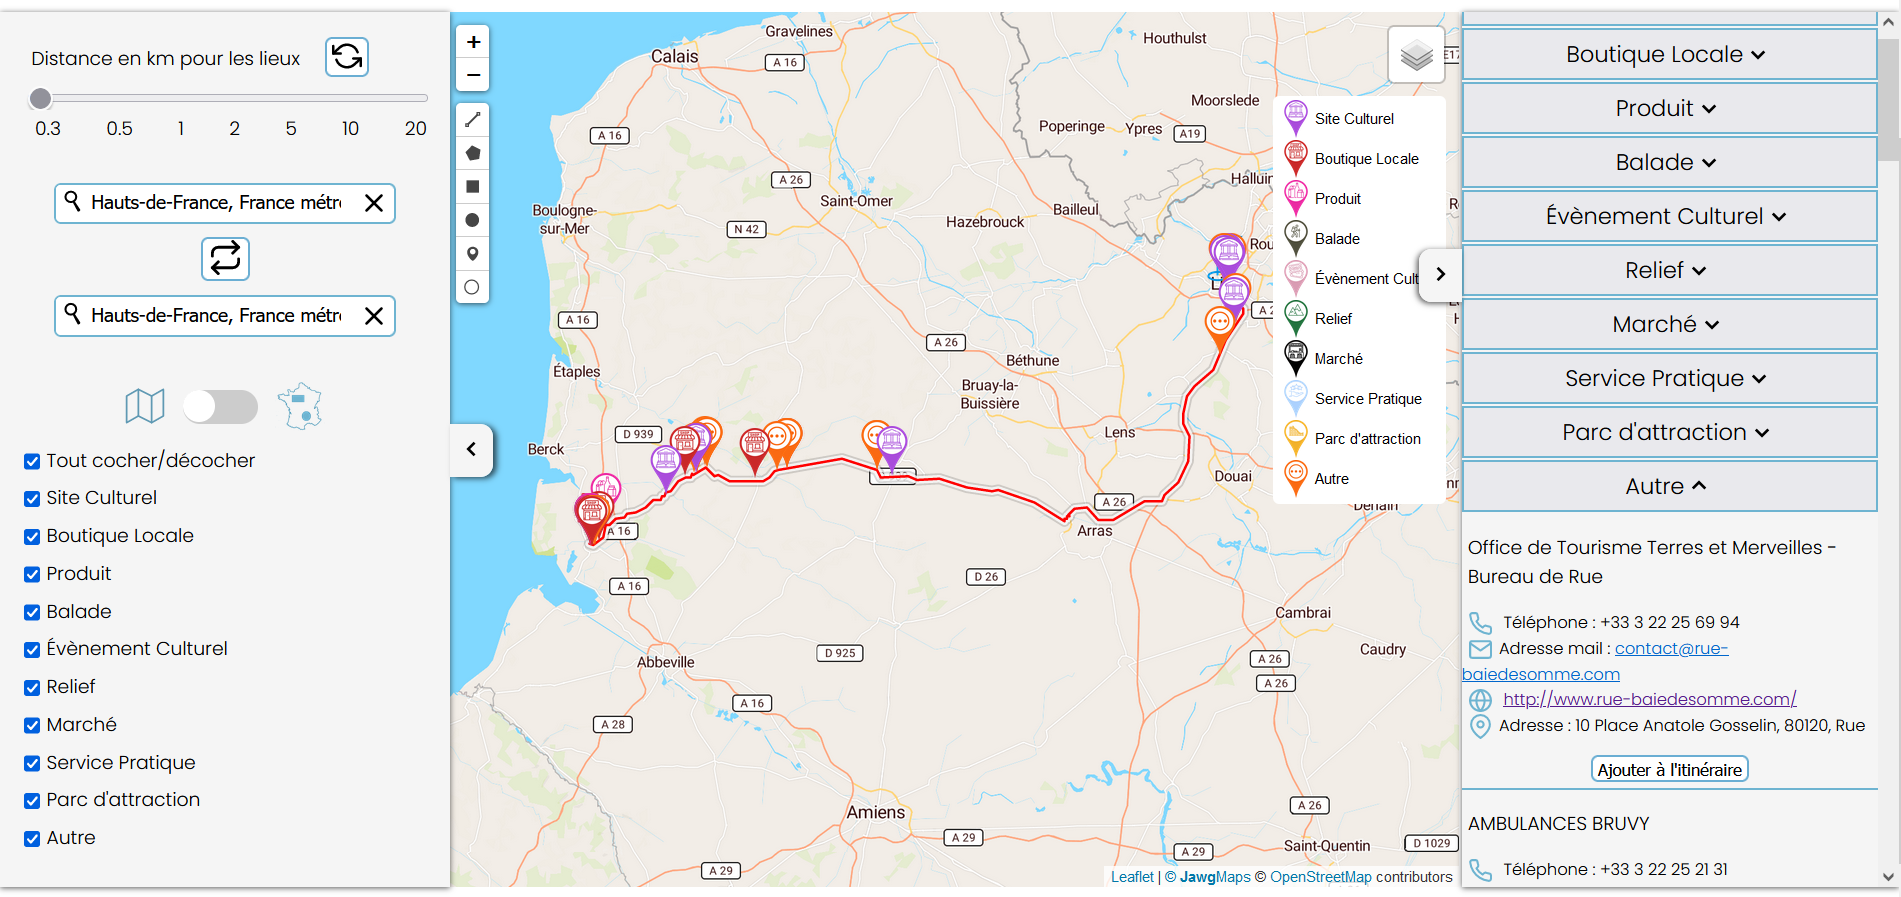 Distance en km pour les lieux
0.3 0.5 1 2 5 10 20
Hauts-de-France, France métr
Hauts-de-France, France métr
Tout cocher/décocher
Site Culturel
Boutique Locale
Produit
Balade
Évènement Culturel
Relief
Marché
Service Pratique
Parc d'attraction
Autre
+
−
Gravelines
Calais
A 16
Houthulst
E17
Moorslede
Poperinge
Ypres
A19
A 16
A 26
Saint-Omer
Bailleul
Halluin
Boulogne-
sur-Mer
N 42
Hazebrouck
Rou
A 16
A 26
Béthune
Étaples
Bruay-la-
Buissière
D 939
Lens
Berck
Douai
A 26
A 16
Arras
Denain
A 16
D 26
Cambrai
D 925
Abbeville
A 26
Caudry
A 26
A 16
A 28
Amiens
A 26
A 29
Saint-Quentin
D 1029
A 29
A 29
Site Culturel
Boutique Locale
Produit
Balade
Évènement Cult
Relief
Marché
Service Pratique
Parc d'attraction
Autre
Leaflet | © JawgMaps © OpenStreetMap contributors
Boutique Locale
Produit
Balade
Évènement Culturel
Relief
Marché
Service Pratique
Parc d'attraction
Autre
Office de Tourisme Terres et Merveilles -
Bureau de Rue
Téléphone : +33 3 22 25 69 94
Adresse mail : contact@rue-
baiedesomme.com
http://www.rue-baiedesomme.com/
Adresse : 10 Place Anatole Gosselin, 80120, Rue
Ajouter à l'itinéraire
AMBULANCES BRUVY
Téléphone : +33 3 22 25 21 31